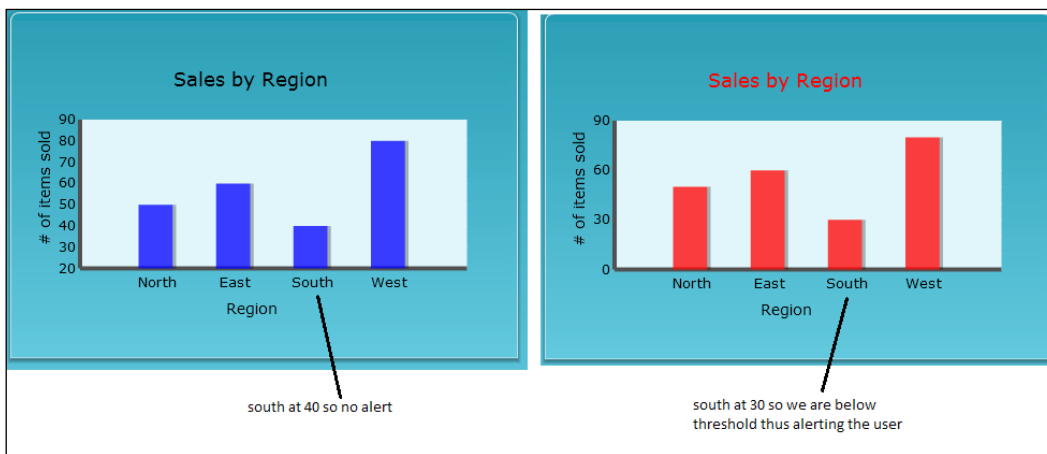 Sales by Region
# of items sold
90
80
70
60
50
40
30
20
North East South West
Region
south at 40 so no alert
Sales by Region
# of items sold
90
60
30
0
North East South West
Region
south at 30 so we are below
threshold thus alerting the user